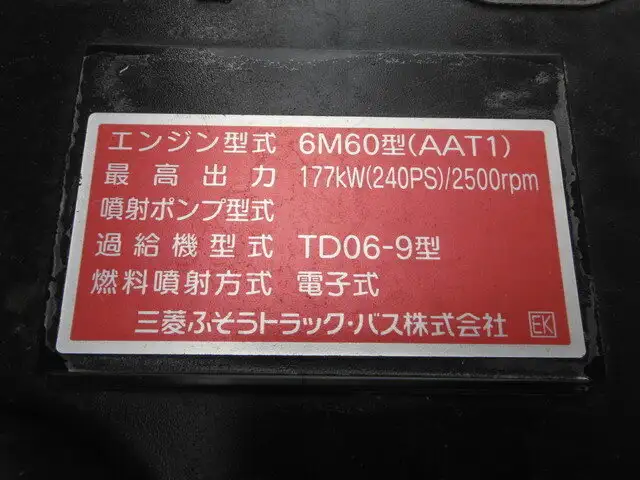 エンジン型式 6M60型(AAT1)
最高出力 177kW(240PS)/2500rpm
噴射ポンプ型式
過給機型式 TD06-9型
燃料噴射方式 電子式
三菱ふそうトラック・バス株式会社 EK